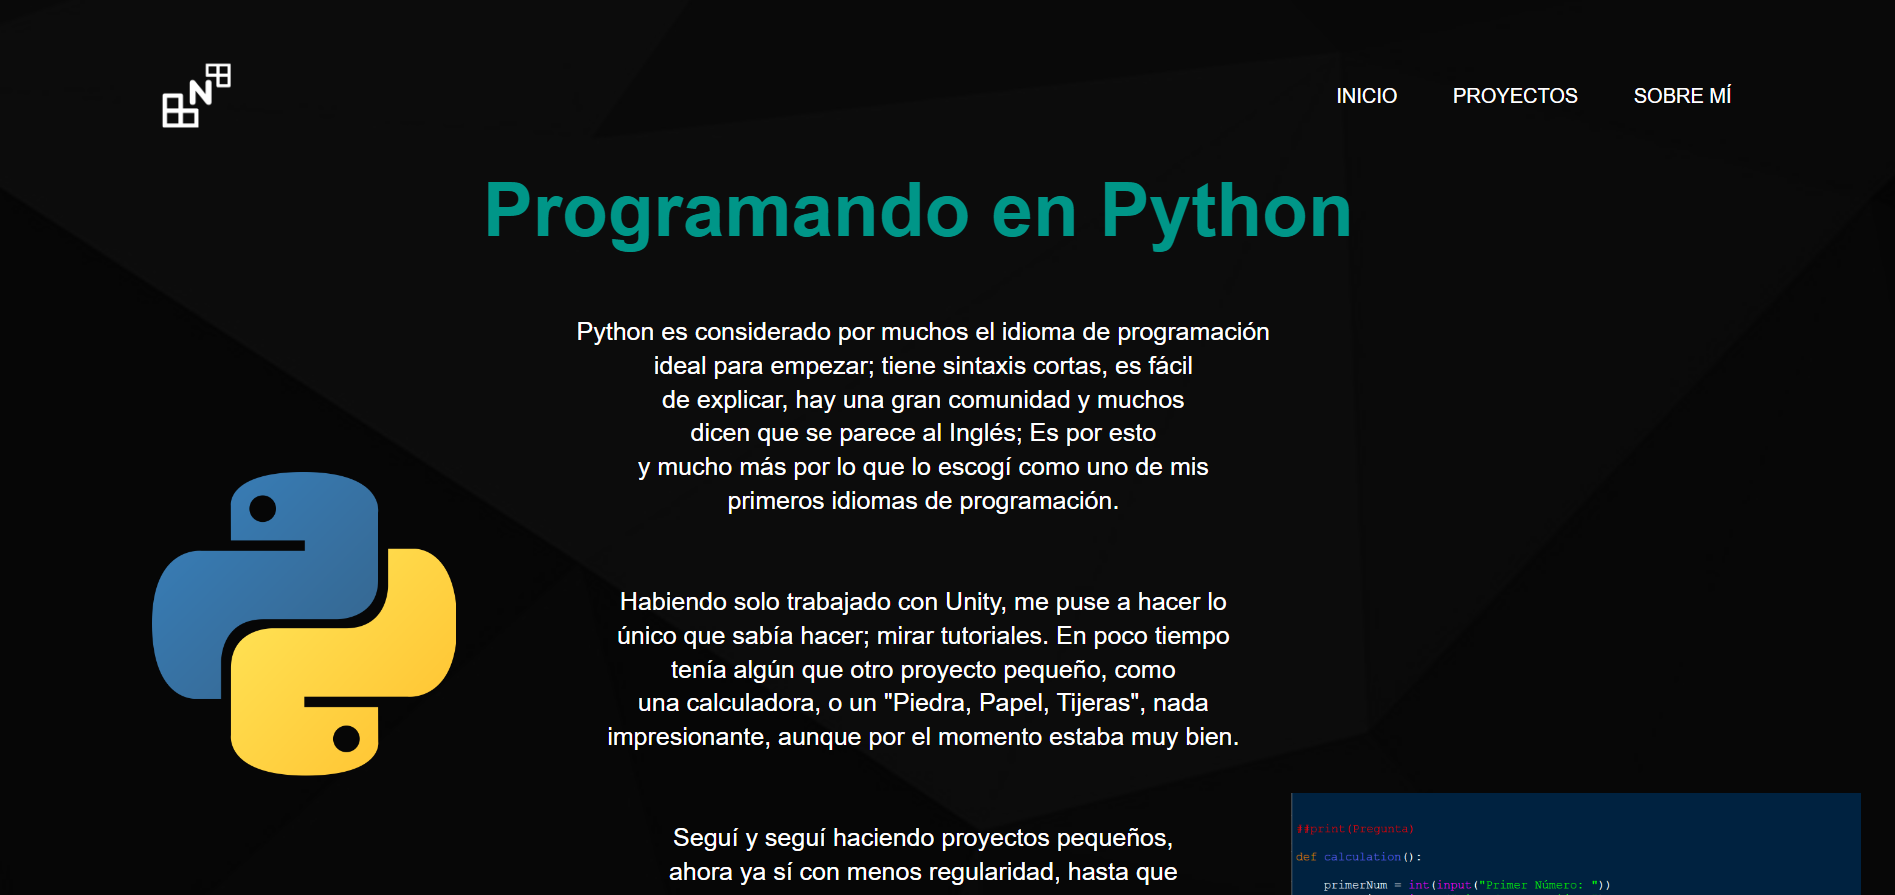 N
INICIO PROYECTOS SOBRE MÍ
Programando en Python
Python es considerado por muchos el idioma de programación
ideal para empezar; tiene sintaxis cortas, es fácil
de explicar, hay una gran comunidad y muchos
dicen que se parece al Inglés; Es por esto
y mucho más por lo que lo escogí como uno de mis
primeros idiomas de programación.
Habiendo solo trabajado con Unity, me puse a hacer lo
único que sabía hacer; mirar tutoriales. En poco tiempo
tenía algún que otro proyecto pequeño, como
una calculadora, o un "Piedra, Papel, Tijeras", nada
impresionante, aunque por el momento estaba muy bien.
Seguí y seguí haciendo proyectos pequeños,
ahora ya sí con menos regularidad, hasta que
##print(Pregunta)
def calculation():
primerNum = int(input("Primer Número: "))